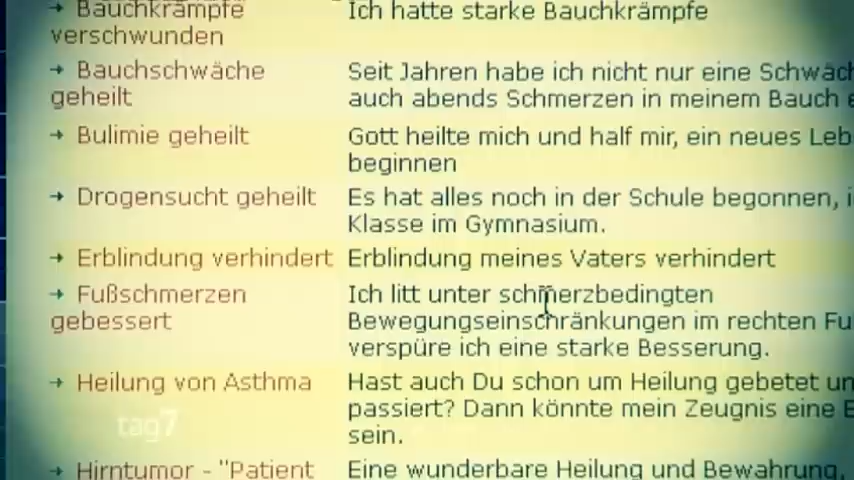 → Bauchkrämpfe Ich hatte starke Bauchkrämpfe
verschwunden
→ Bauchschwäche Seit Jahren habe ich nicht nur eine
geheilt auch abends Schmerzen in meinem Bauch
→ Bulimie geheilt Gott heilte mich und half mir, ein neues
beginnen
→ Drogensucht geheilt Es hat alles noch in der Schule begonnen,
Klasse im Gymnasium.
→ Erblindung verhindert Erblindung meines Vaters verhindert
→ Fußschmerzen Ich litt unter schmerzbedingten
gebessert Bewegungseinschränkungen im rechten
verspüre ich eine starke Besserung.
→ Heilung von Asthma Hast auch Du schon um Heilung gebetet
passiert? Dann könnte mein Zeugnis eine
sein.
tag7
→ Hirntumor - "Patient Eine wunderbare Heilung und Bewahrung,